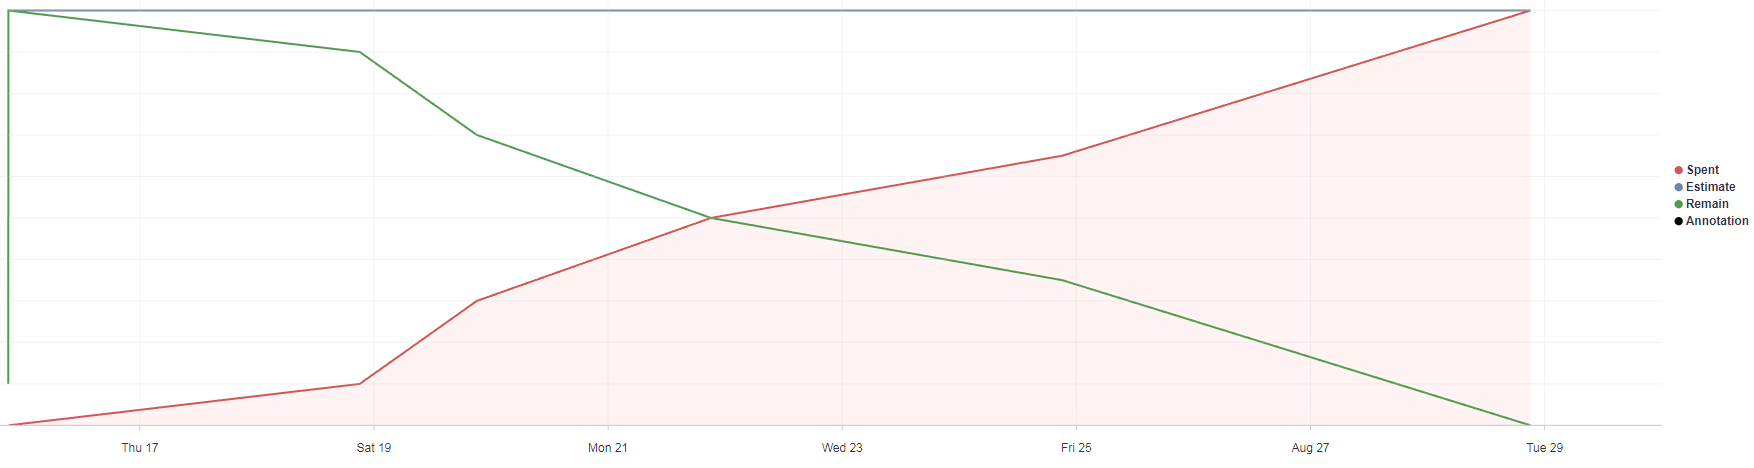 Spent
Estimate
Remain
Annotation
Thu 17
Sat 19
Mon 21
Wed 23
Fri 25
Aug 27
Tue 29